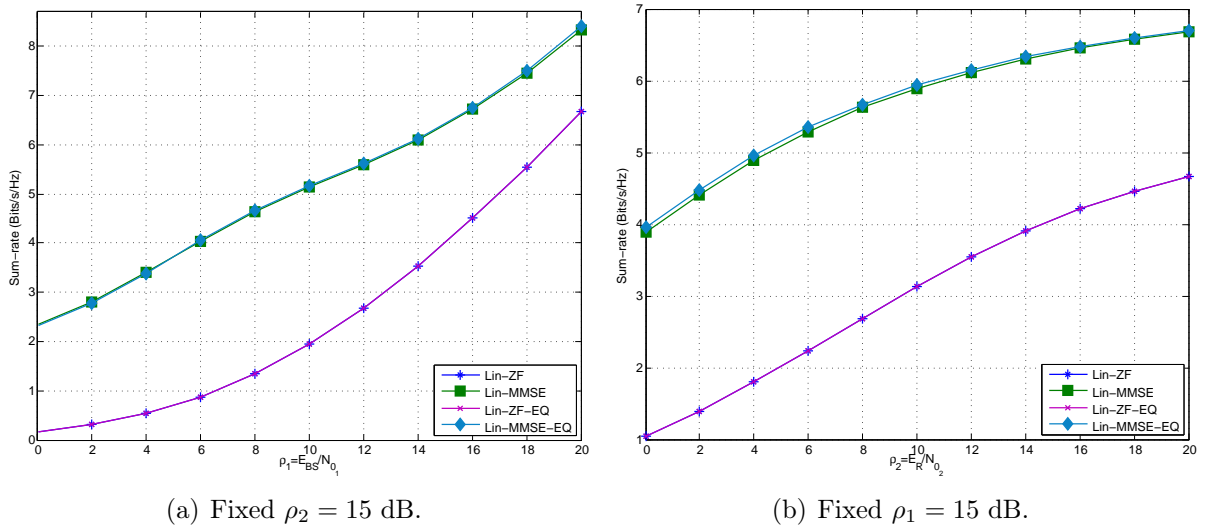 8
7
6
5
4
3
2
1
0
Sum-rate (Bits/s/Hz)
0 2 4 6 8 10 12 14 16 18 20
ρ₁=E_BS/N_0₁
Lin-ZF
Lin-MMSE
Lin-ZF-EQ
Lin-MMSE-EQ
(a) Fixed ρ₂ = 15 dB.
7
6
5
4
3
2
1
Sum-rate (Bits/s/Hz)
0 2 4 6 8 10 12 14 16 18 20
ρ₂=E_R/N_0₂
Lin-ZF
Lin-MMSE
Lin-ZF-EQ
Lin-MMSE-EQ
(b) Fixed ρ₁ = 15 dB.